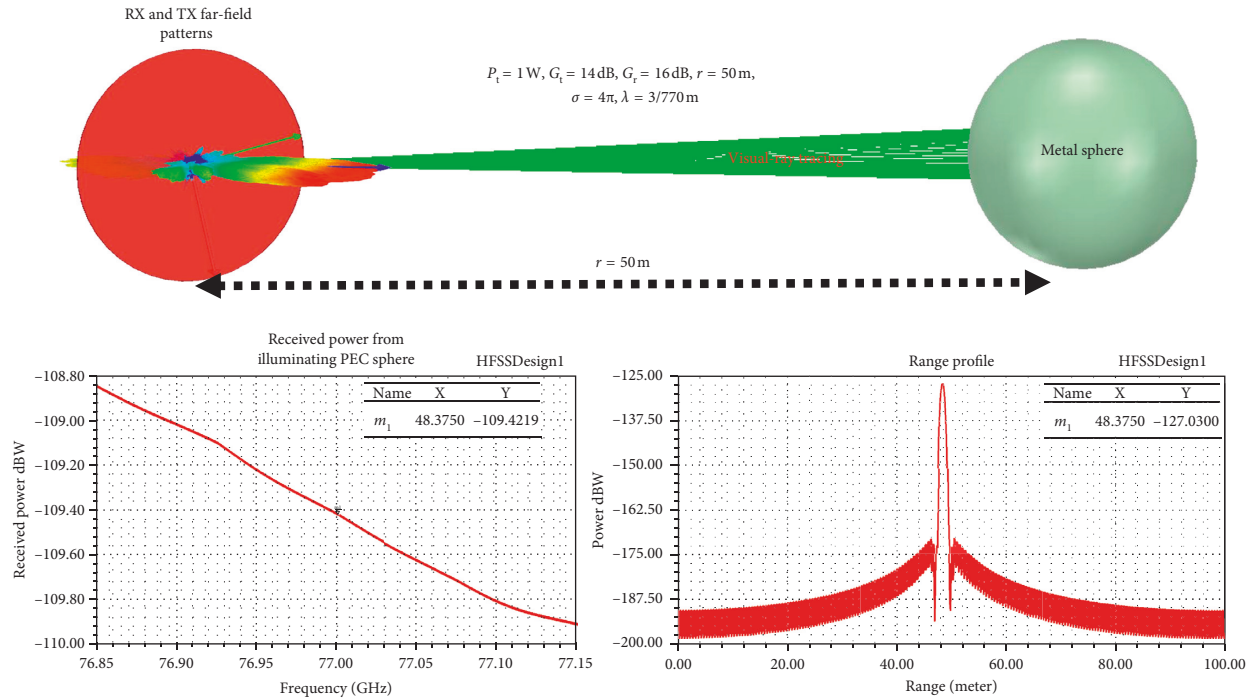 RX and TX far-field
patterns
P_t = 1 W, G_t = 14 dB, G_r = 16 dB, r = 50 m,
σ = 4π, λ = 3/770 m
Visual ray tracing
Metal sphere
r = 50 m
Received power from
illuminating PEC sphere
HFSSDesign1
Name X Y
m_1 48.3750 −109.4219
Received power dBW
−108.80
−109.00
−109.20
−109.40
−109.60
−109.80
−110.00
76.85 76.90 76.95 77.00 77.05 77.10 77.15
Frequency (GHz)
Range profile
HFSSDesign1
Name X Y
m_1 48.3750 −127.0300
Power dBW
−125.00
−137.50
−150.00
−162.50
−175.00
−187.50
−200.00
0.00 20.00 40.00 60.00 80.00 100.00
Range (meter)